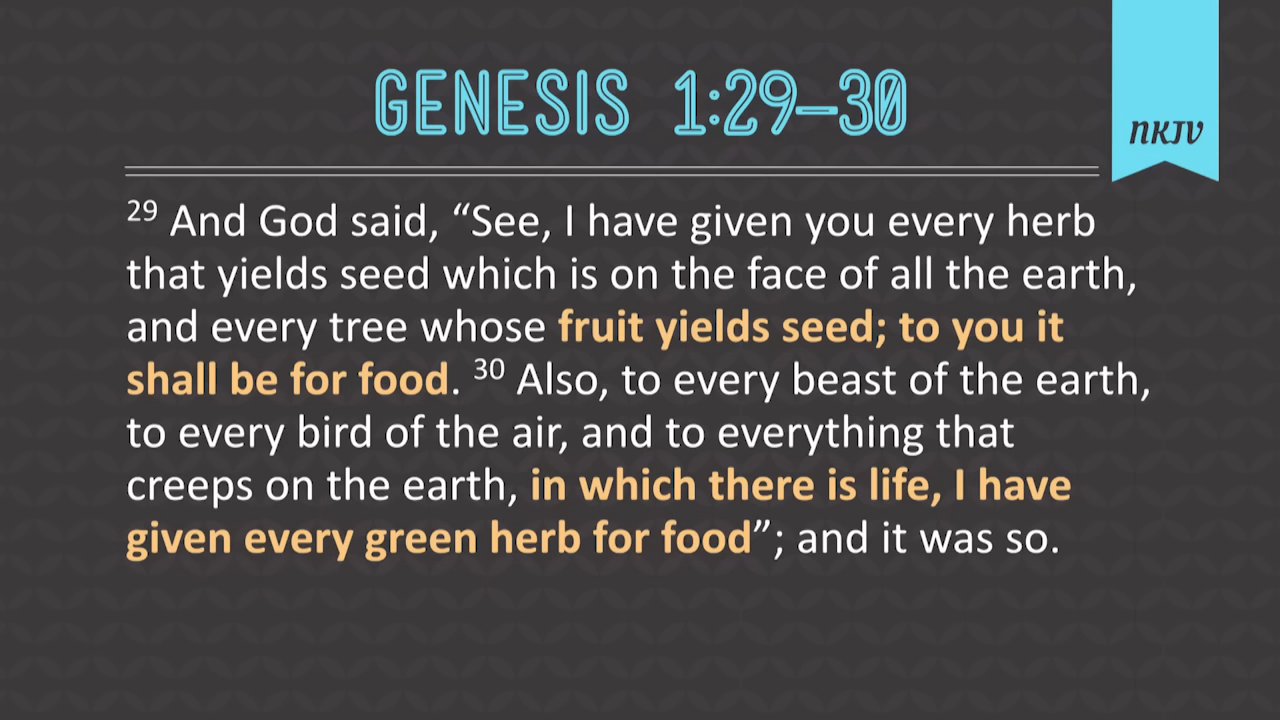 GENESIS 1:29–30
NKJV
29 And God said, “See, I have given you every herb
that yields seed which is on the face of all the earth,
and every tree whose fruit yields seed; to you it
shall be for food. 30 Also, to every beast of the earth,
to every bird of the air, and to everything that
creeps on the earth, in which there is life, I have
given every green herb for food”; and it was so.